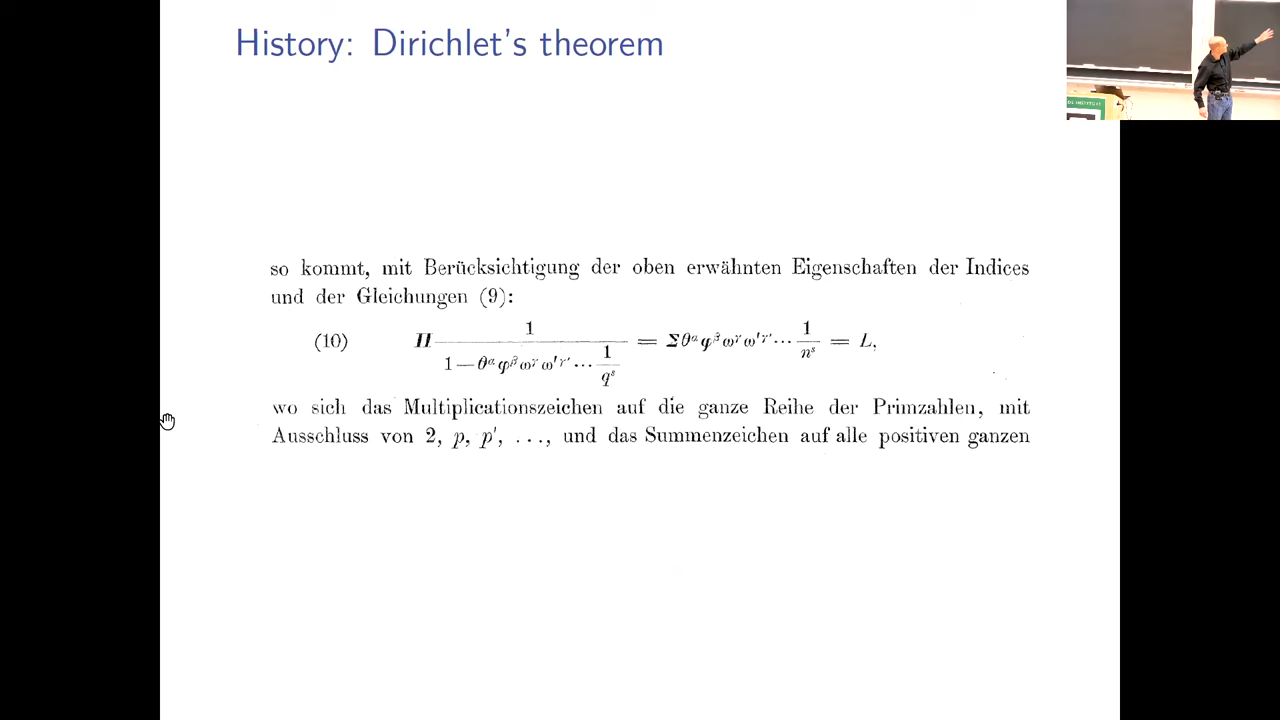 History: Dirichlet's theorem
so kommt, mit Berücksichtigung der oben erwähnten Eigenschaften der Indices
und der Gleichungen (9):
(10) Π 1/(1—θ^α φ^β ω^γ ω'^γ' ... 1/q^s) = Σθ^α φ^β ω^γ ω'^γ' ... 1/n^s = L,
wo sich das Multiplicationszeichen auf die ganze Reihe der Primzahlen, mit
Ausschluss von 2, p, p', ..., und das Summenzeichen auf alle positiven ganzen